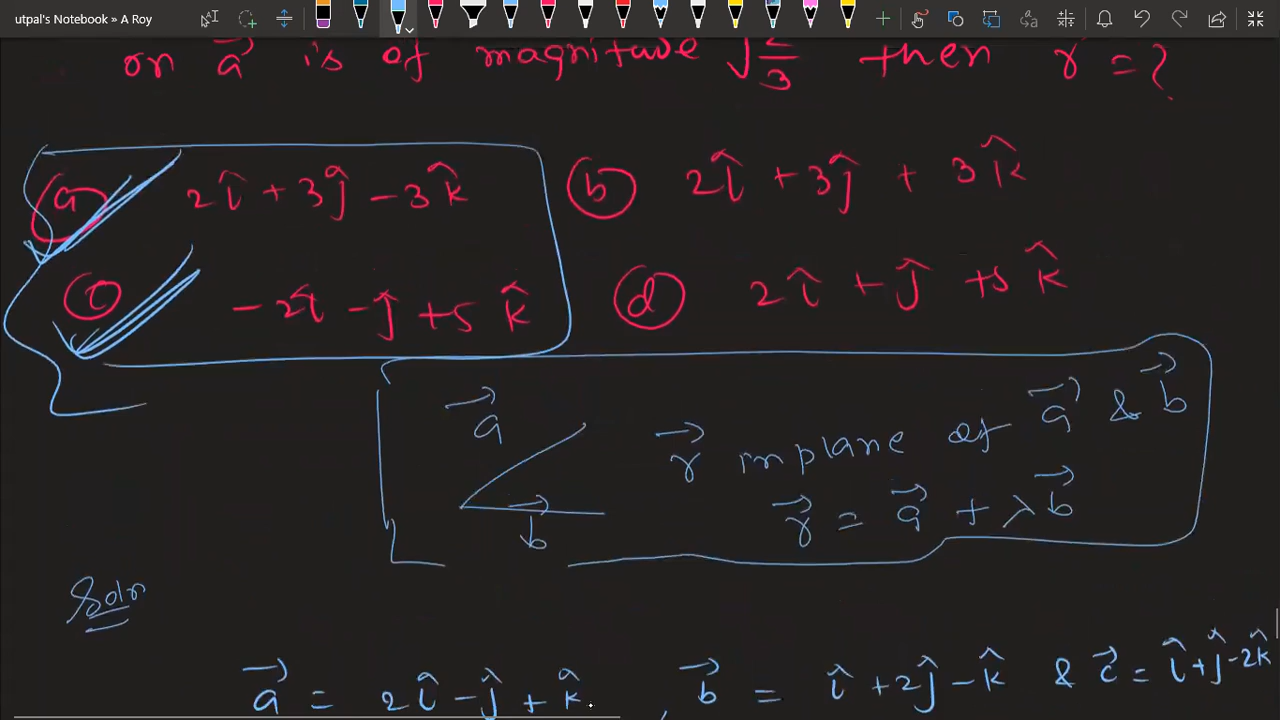 utpal's Notebook » A Roy
on a⃗ is of magnitude √2/3 then r = ?
(a) 2î + 3ĵ - 3k̂ (b) 2î + 3ĵ + 3k̂
(c) -2î - ĵ + 5k̂ (d) 2î + ĵ + 5k̂
a⃗
b⃗
r⃗ in plane of a⃗ & b⃗
r⃗ = a⃗ + λb⃗
Soln
a⃗ = 2î - ĵ + k̂, b⃗ = î + 2ĵ - k̂ & c⃗ = î + ĵ - 2k̂